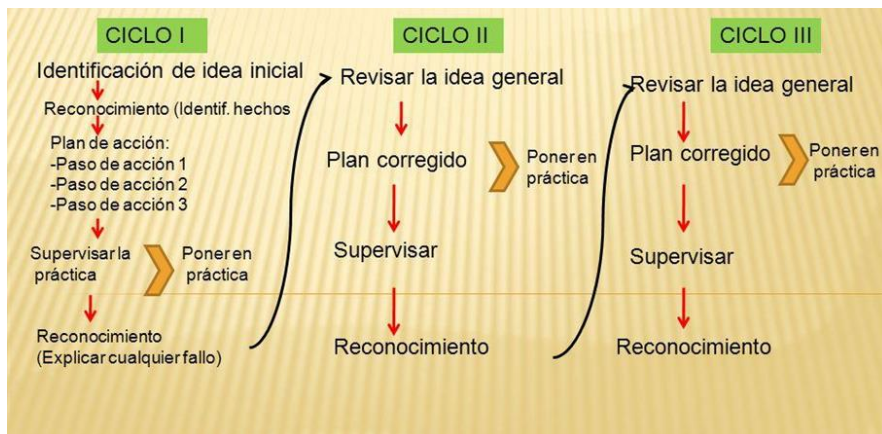 CICLO I
Identificación de idea inicial
Reconocimiento (Identif. hechos
Plan de acción:
-Paso de acción 1
-Paso de acción 2
-Paso de acción 3
Supervisar la
práctica
Poner en
práctica
Reconocimiento
(Explicar cualquier fallo)
CICLO II
Revisar la idea general
Plan corregido
Poner en
práctica
Supervisar
Reconocimiento
CICLO III
Revisar la idea general
Plan corregido
Poner en
práctica
Supervisar
Reconocimiento